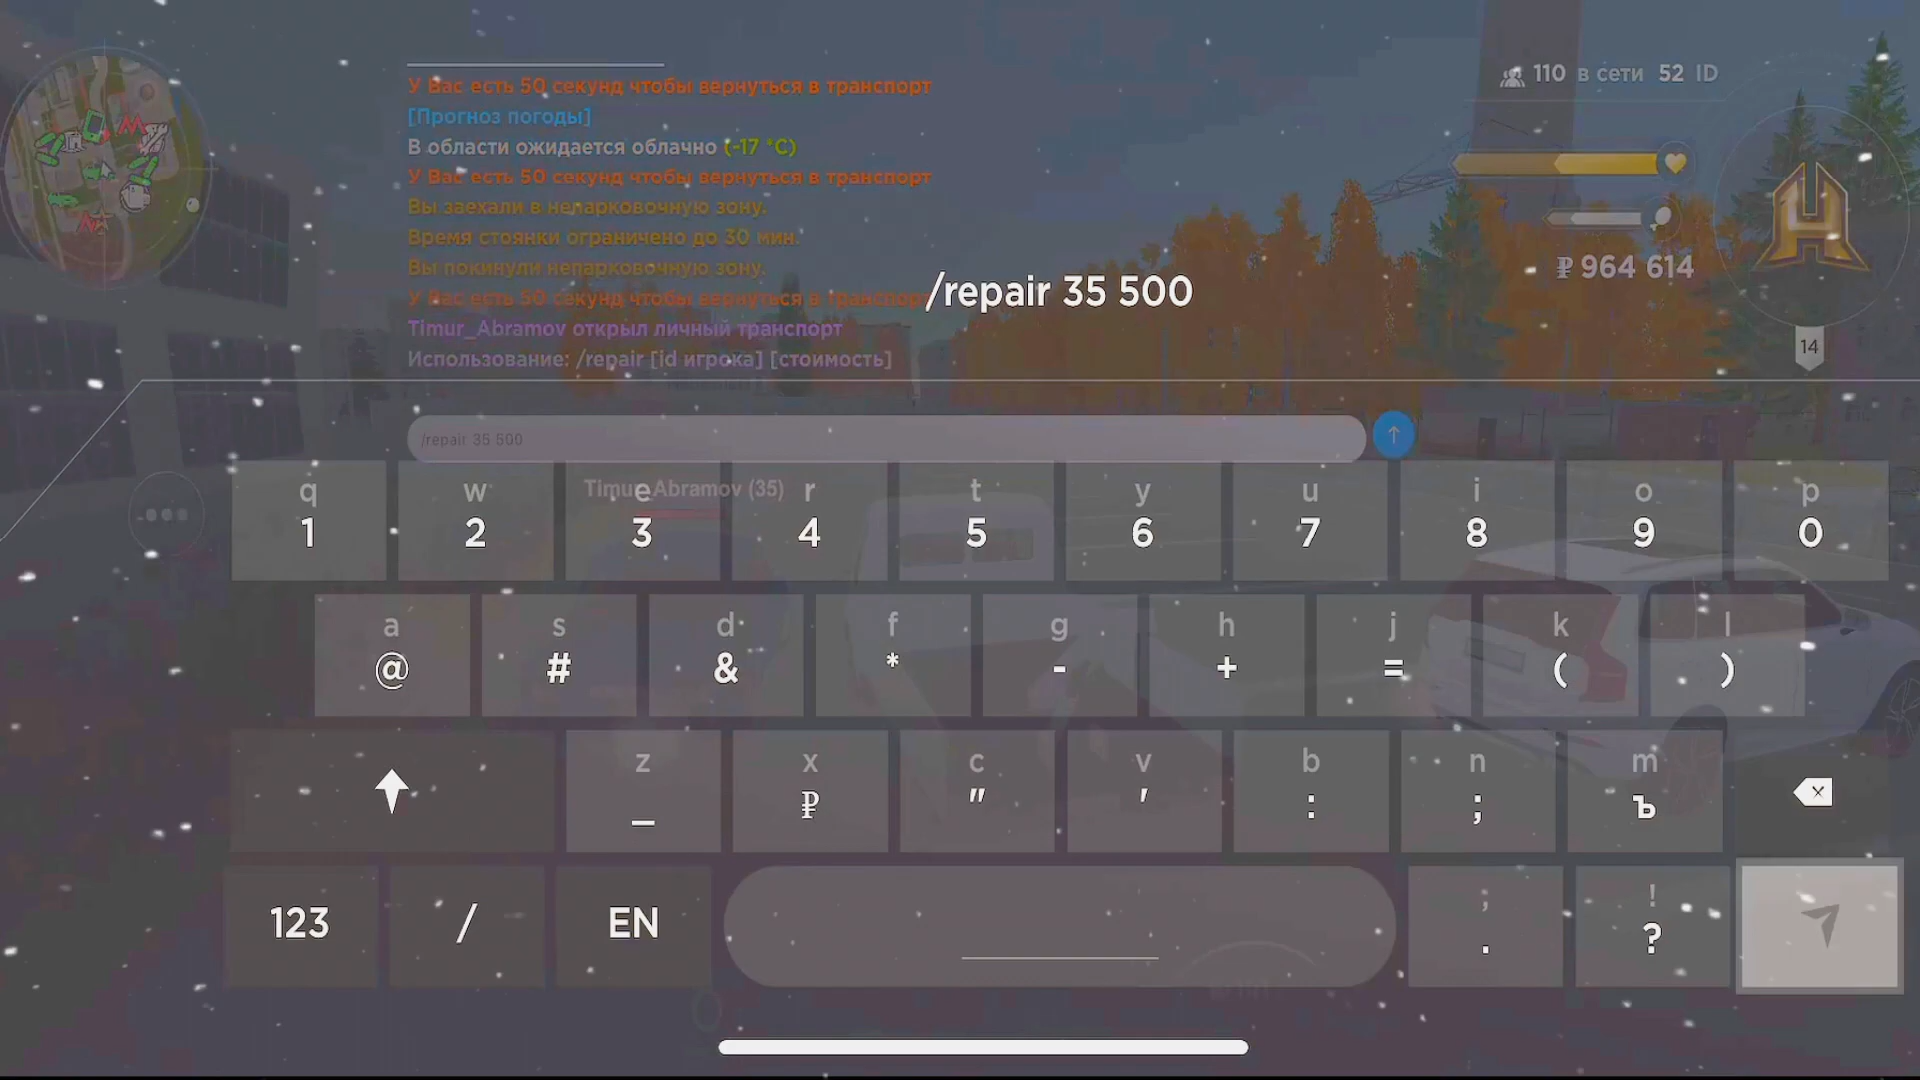 110 в сети 52 ID
У Вас есть 50 секунд чтобы вернуться в транспорт
[Прогноз погоды]
В области ожидается облачно (-17 °C)
У Вас есть 50 секунд чтобы вернуться в транспорт
Вы заехали в непарковочную зону.
Время стоянки ограничено до 30 мин.
Вы покинули непарковочную зону.
У Вас есть 50 секунд чтобы вернуться в транспорт
Timur_Abramov открыл личный транспорт
Использование: /repair [id игрока] [стоимость]
₽ 964 614
/repair 35 500
14
/repair 35 500
Timur_Abramov (35)
q w e r t y u i o p
1 2 3 4 5 6 7 8 9 0
a s d f g h j k l
@ # & * - + = ( )
z x c v b n m
_ ₽ " ' : ; ъ
; !
123 / EN . ?